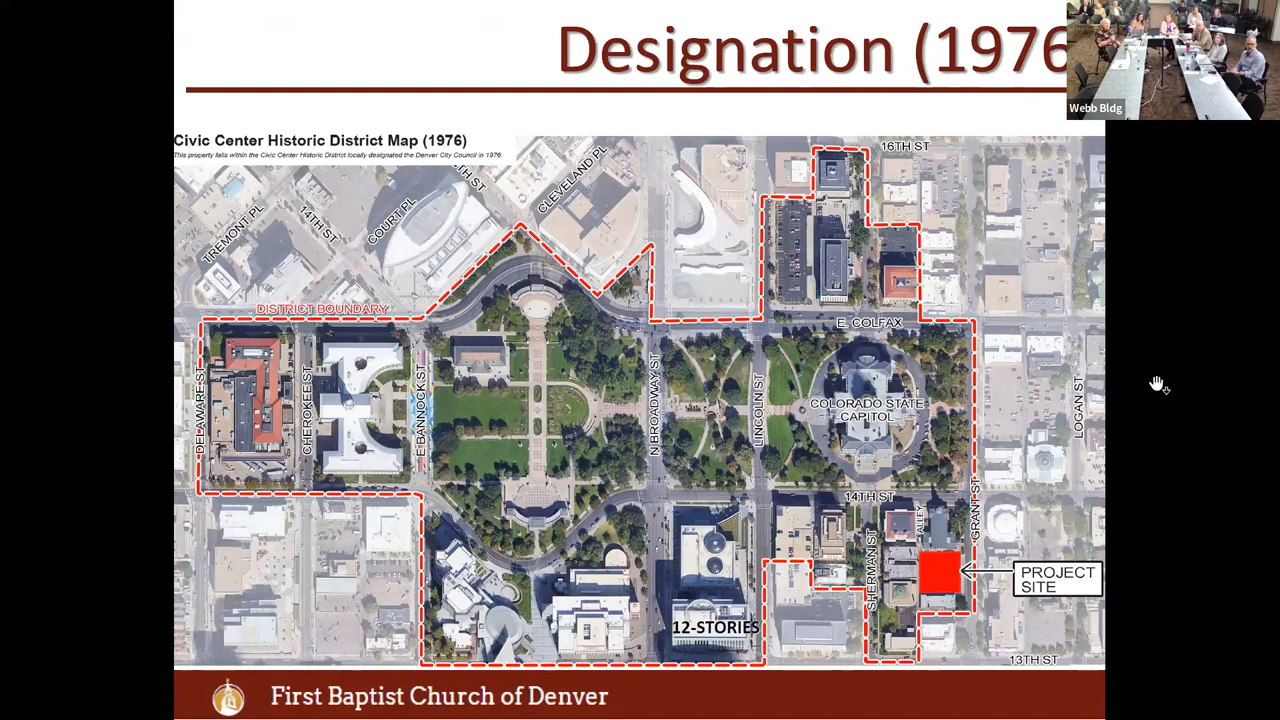 Designation (1976
Webb Bldg
Civic Center Historic District Map (1976)
This property falls within the Civic Center Historic District locally designated the Denver City Council in 1976.
16TH ST
CLEVELAND PL
COURT PL
14TH ST
TREMONT PL
DISTRICT BOUNDARY
E. COLFAX
DELAWARE ST
CHEROKEE ST
E BANNOCK ST
N BROADWAY ST
LINCOLN ST
COLORADO STATE
CAPITOL
LOGAN ST
14TH ST
GRANT ST
ALLEY
SHERMAN ST
PROJECT
SITE
12-STORIES
13TH ST
First Baptist Church of Denver